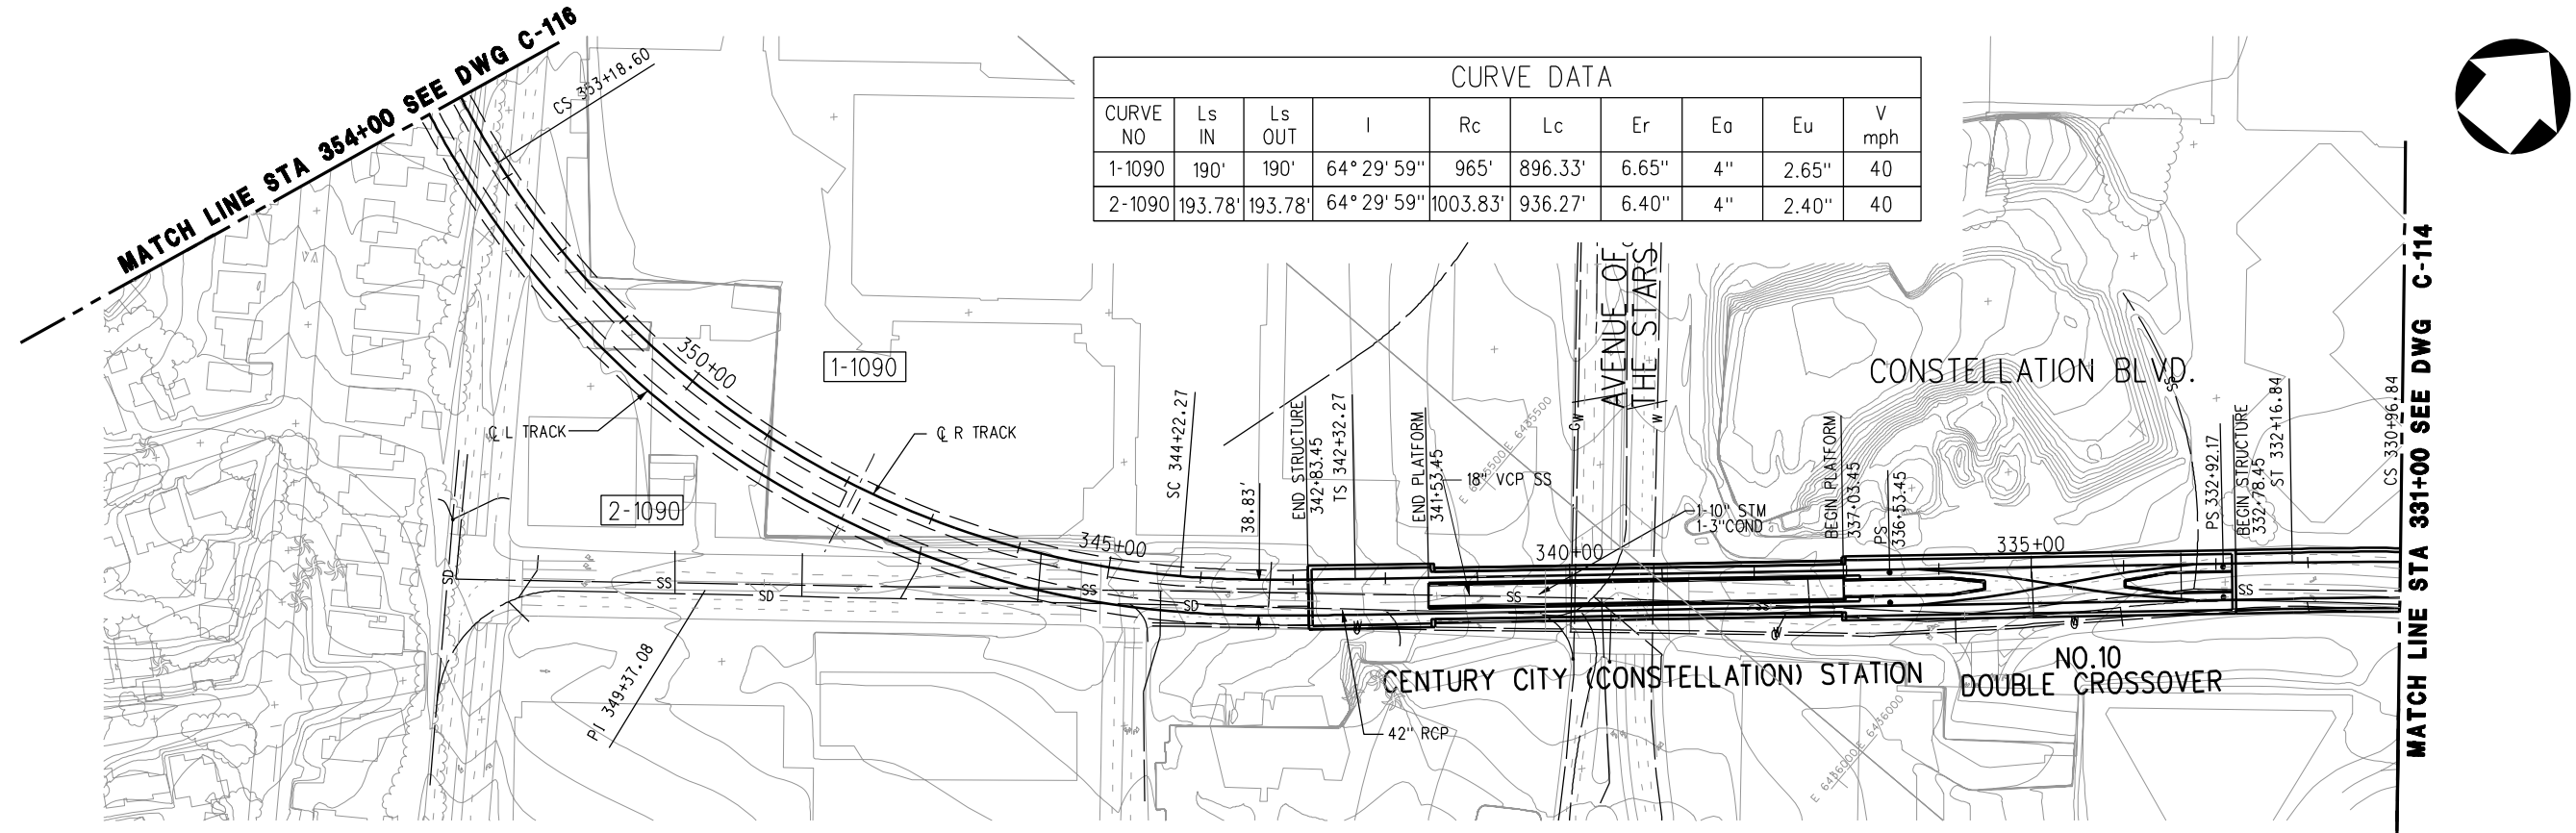 MATCH LINE STA 354+00 SEE DWG C-116
CS 353+18.60
CURVE DATA
CURVE NO Ls IN Ls OUT I Rc Lc Er Ea Eu V mph
1-1090 190' 190' 64°29'59" 965' 896.33' 6.65" 4" 2.65" 40
2-1090 193.78' 193.78' 64°29'59" 1003.83' 936.27' 6.40" 4" 2.40" 40
350+00
1-1090
℄ L TRACK
℄ R TRACK
2-1090
345+00
SC 344+22.27
38.83'
END STRUCTURE
342+83.45
TS 342+32.27
END PLATFORM
341+53.45
18" VCP SS
E 6435500
AVENUE OF
THE STARS
1-10" STM
1-3"COND
340+00
CONSTELLATION BLVD.
BEGIN PLATFORM
337+03.45
PS
336+53.45
335+00
PS 332+92.17
BEGIN STRUCTURE
332+78.45
ST 332+16.84
CS 330+96.84
MATCH LINE STA 331+00 SEE DWG C-114
SD
SS
SD
SS
SD
SS
SS
SS
SS
W
W
PI 349+37.08
42" RCP
CENTURY CITY (CONSTELLATION) STATION
NO.10
DOUBLE CROSSOVER
E 6436000